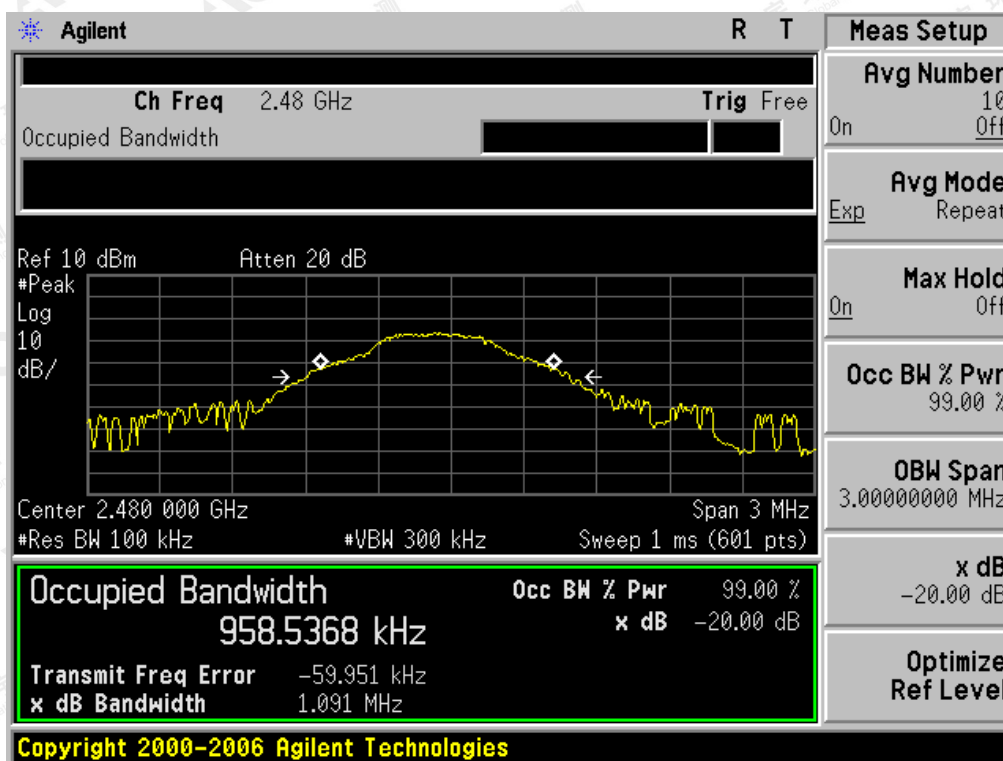 Agilent R T
Meas Setup
Ch Freq 2.48 GHz Trig Free
Occupied Bandwidth
Avg Number
10
On Off
Avg Mode
Exp Repeat
Max Hold
On Off
Occ BW % Pwr
99.00 %
OBW Span
3.00000000 MHz
x dB
-20.00 dB
Optimize
Ref Level
Ref 10 dBm Atten 20 dB
#Peak
Log
10
dB/
Center 2.480 000 GHz Span 3 MHz
#Res BW 100 kHz #VBW 300 kHz Sweep 1 ms (601 pts)
Occupied Bandwidth Occ BW % Pwr 99.00 %
958.5368 kHz x dB -20.00 dB
Transmit Freq Error -59.951 kHz
x dB Bandwidth 1.091 MHz
Copyright 2000-2006 Agilent Technologies